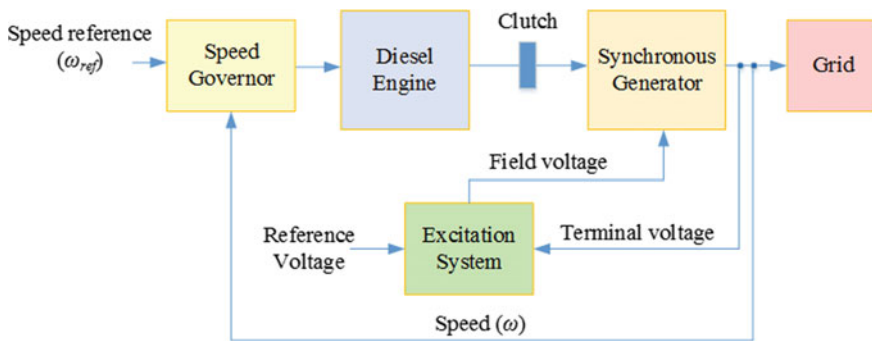 Speed reference
(ω_ref)
Speed
Governor
Diesel
Engine
Clutch
Synchronous
Generator
Grid
Field voltage
Reference
Voltage
Excitation
System
Terminal voltage
Speed (ω)